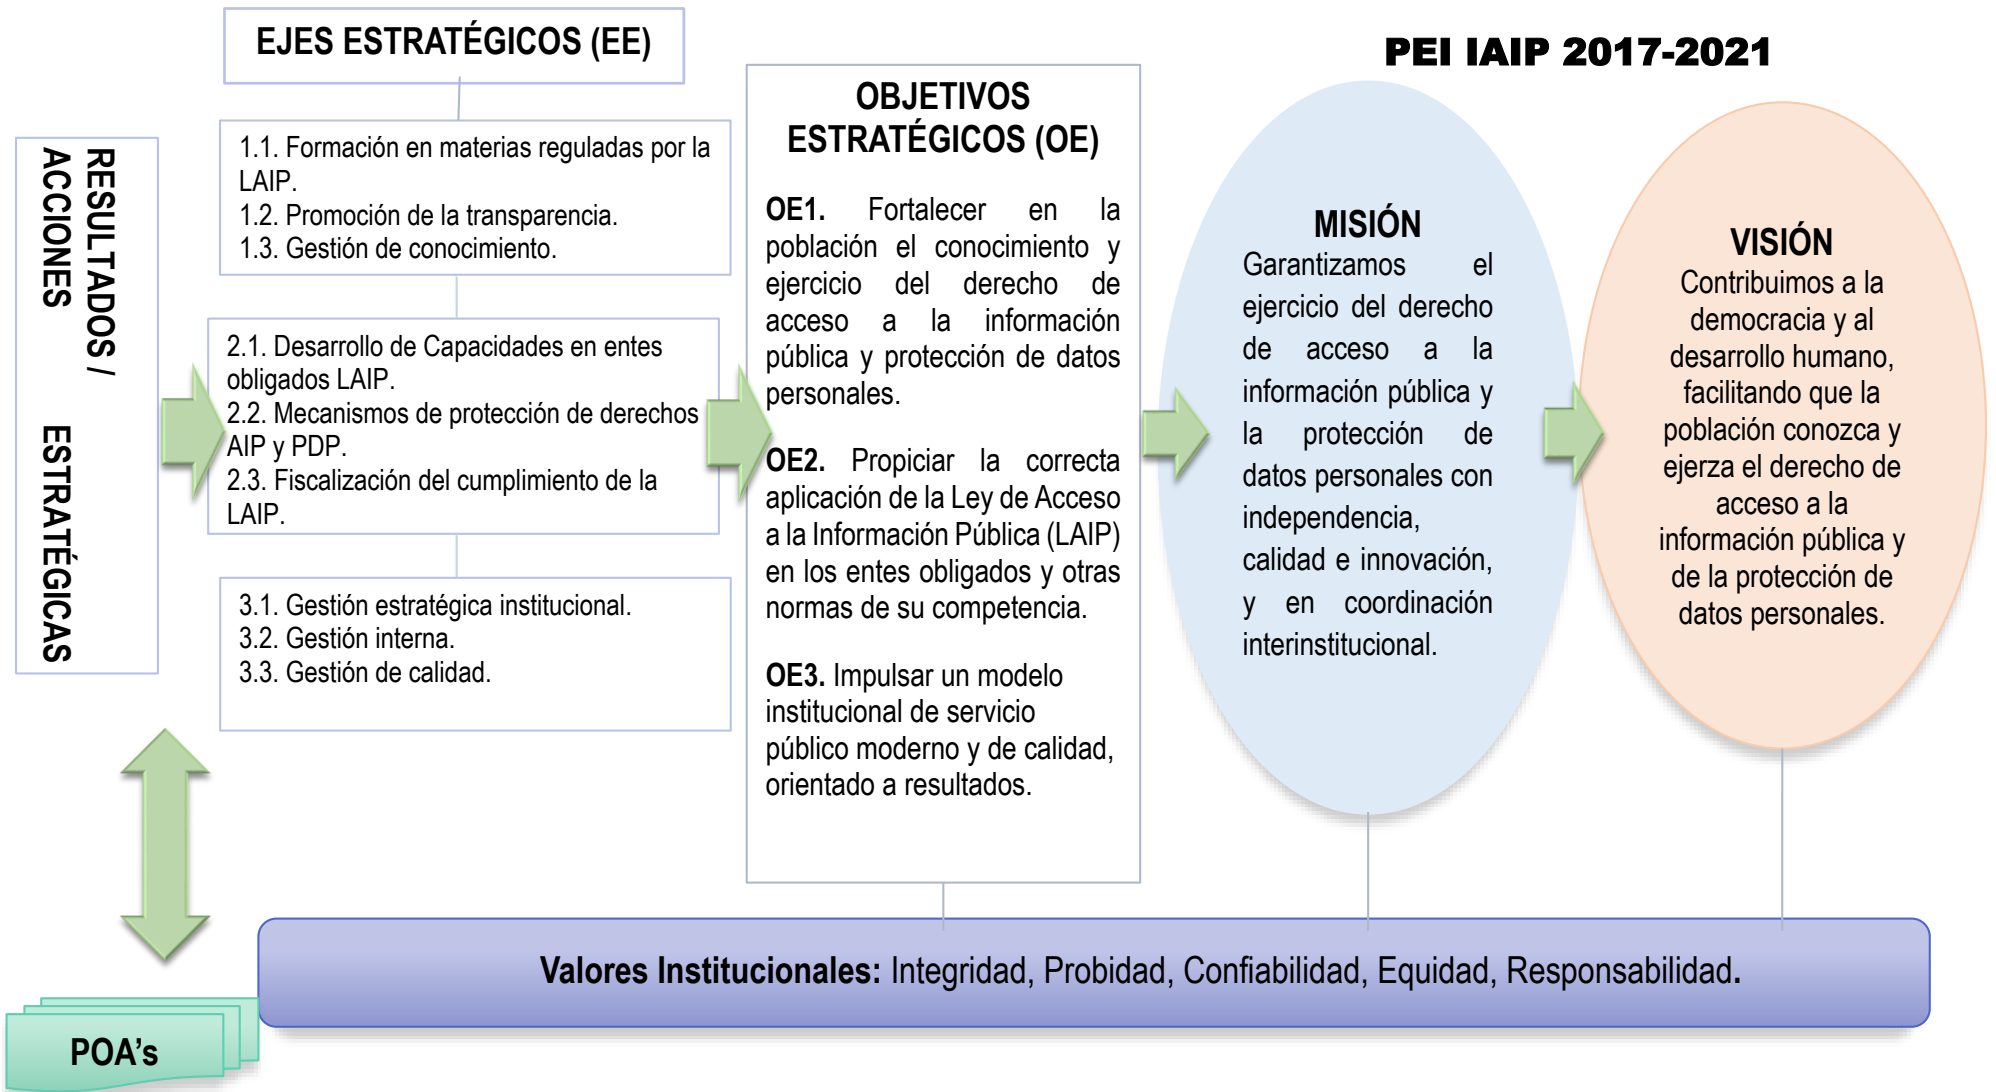 PEI IAIP 2017-2021
RESULTADOS /
ACCIONES ESTRATÉGICAS
EJES ESTRATÉGICOS (EE)
1.1. Formación en materias reguladas por la
LAIP.
1.2. Promoción de la transparencia.
1.3. Gestión de conocimiento.
2.1. Desarrollo de Capacidades en entes
obligados LAIP.
2.2. Mecanismos de protección de derechos
AIP y PDP.
2.3. Fiscalización del cumplimiento de la
LAIP.
3.1. Gestión estratégica institucional.
3.2. Gestión interna.
3.3. Gestión de calidad.
OBJETIVOS
ESTRATÉGICOS (OE)
OE1. Fortalecer en la
población el conocimiento y
ejercicio del derecho de
acceso a la información
pública y protección de datos
personales.
OE2. Propiciar la correcta
aplicación de la Ley de Acceso
a la Información Pública (LAIP)
en los entes obligados y otras
normas de su competencia.
OE3. Impulsar un modelo
institucional de servicio
público moderno y de calidad,
orientado a resultados.
MISIÓN
Garantizamos el
ejercicio del derecho
de acceso a la
información pública y
la protección de
datos personales con
independencia,
calidad e innovación,
y en coordinación
interinstitucional.
VISIÓN
Contribuimos a la
democracia y al
desarrollo humano,
facilitando que la
población conozca y
ejerza el derecho de
acceso a la
información pública y
de la protección de
datos personales.
Valores Institucionales: Integridad, Probidad, Confiabilidad, Equidad, Responsabilidad.
POA's